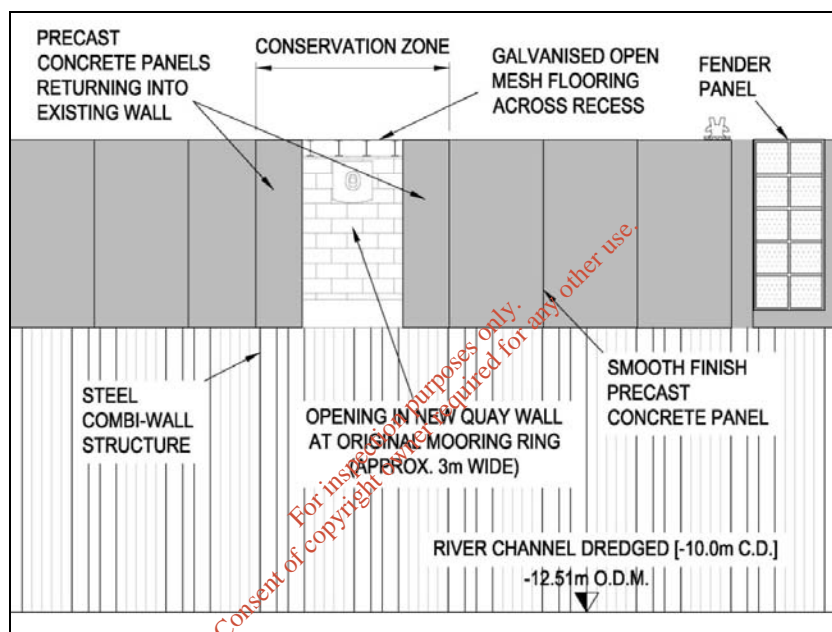 PRECAST
CONCRETE PANELS
RETURNING INTO
EXISTING WALL
CONSERVATION ZONE
GALVANISED OPEN
MESH FLOORING
ACROSS RECESS
FENDER
PANEL
STEEL
COMBI-WALL
STRUCTURE
OPENING IN NEW QUAY WALL
AT ORIGINAL MOORING RING
(APPROX. 3m WIDE)
SMOOTH FINISH
PRECAST
CONCRETE PANEL
RIVER CHANNEL DREDGED [-10.0m C.D.]
-12.51m O.D.M.
For inspection purposes only.
Consent of copyright owner required for any other use.